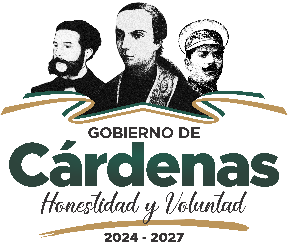 GOBIERNO DE
Cárdenas
Honestidad y Voluntad
2024 - 2027